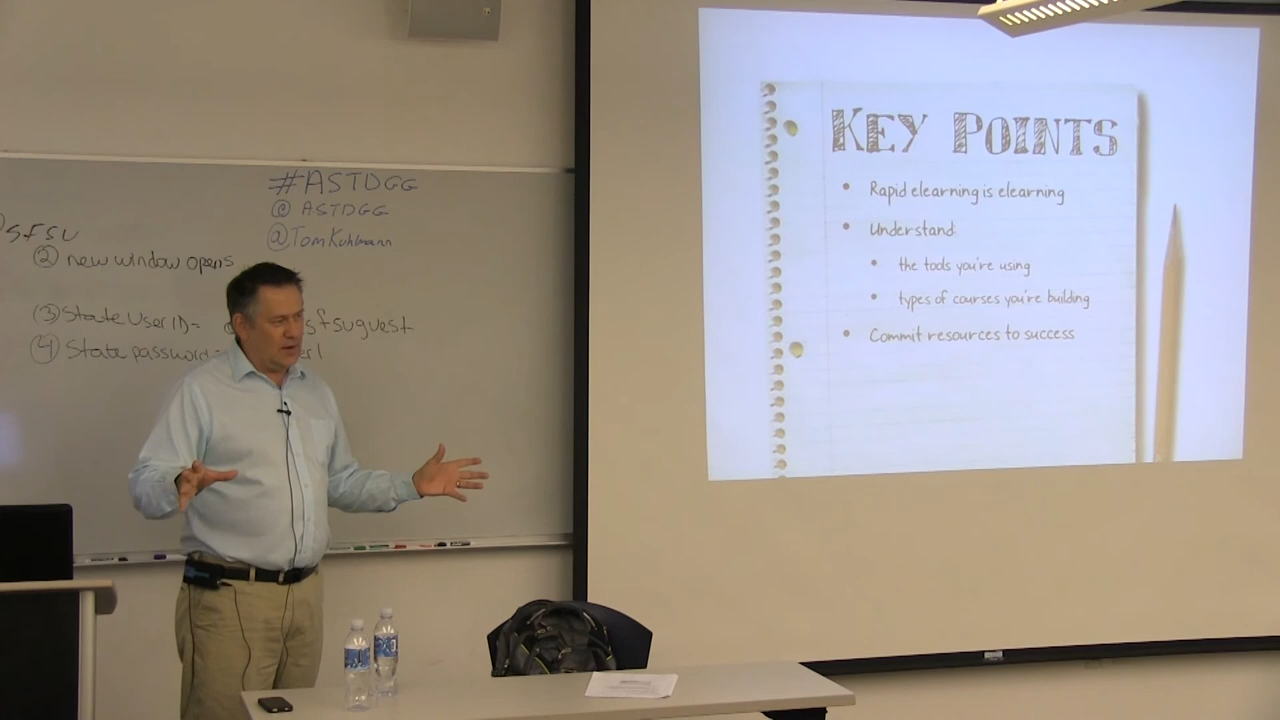 #ASTDGG
@ ASTDGG
@TomKuhlmann
SFSU
② new window opens
③ State User ID= sfsuguest
④ State password
KEY POINTS
• Rapid elearning is elearning
• Understand:
• the tools you're using
• types of courses you're building
• Commit resources to success